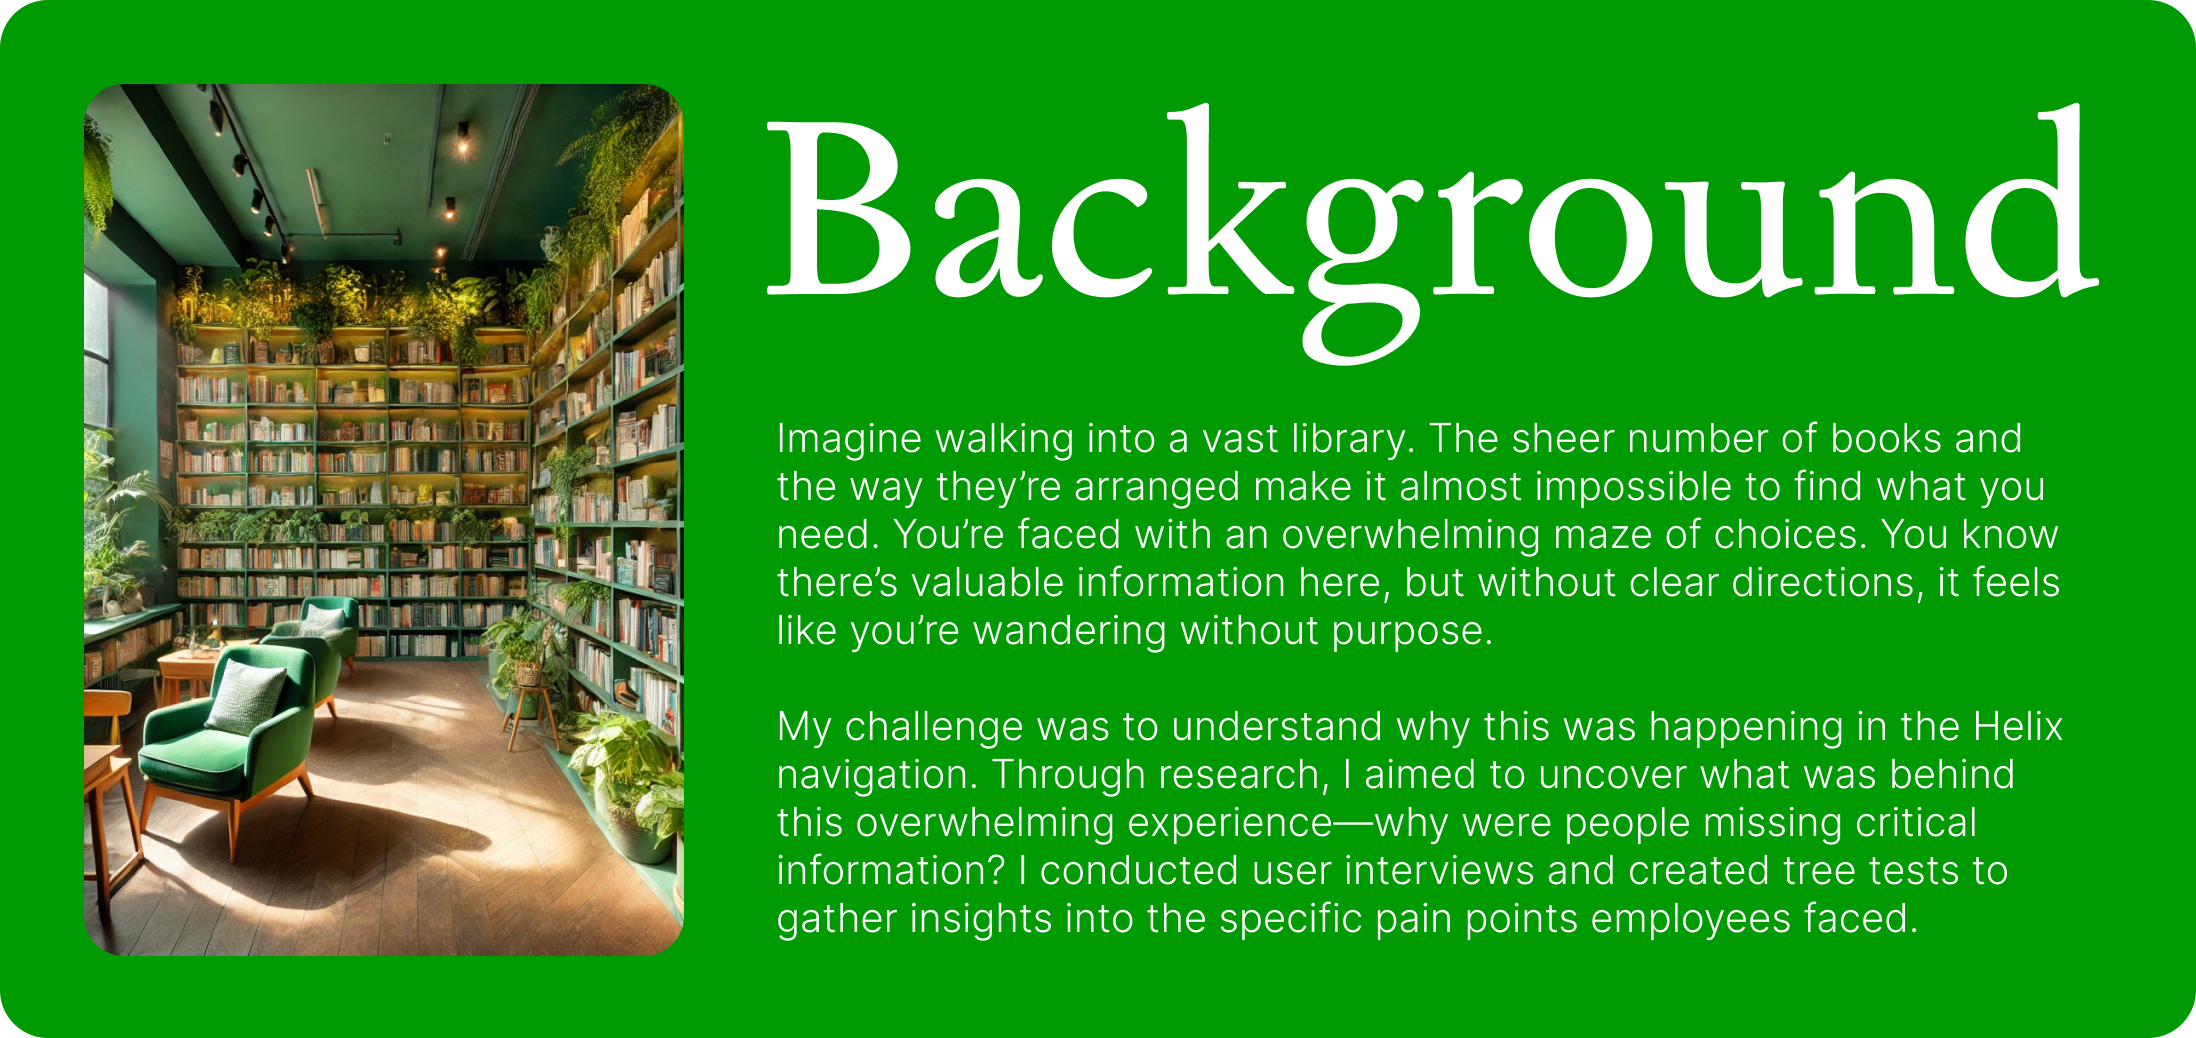 Background
Imagine walking into a vast library. The sheer number of books and
the way they’re arranged make it almost impossible to find what you
need. You’re faced with an overwhelming maze of choices. You know
there’s valuable information here, but without clear directions, it feels
like you’re wandering without purpose.
My challenge was to understand why this was happening in the Helix
navigation. Through research, I aimed to uncover what was behind
this overwhelming experience—why were people missing critical
information? I conducted user interviews and created tree tests to
gather insights into the specific pain points employees faced.